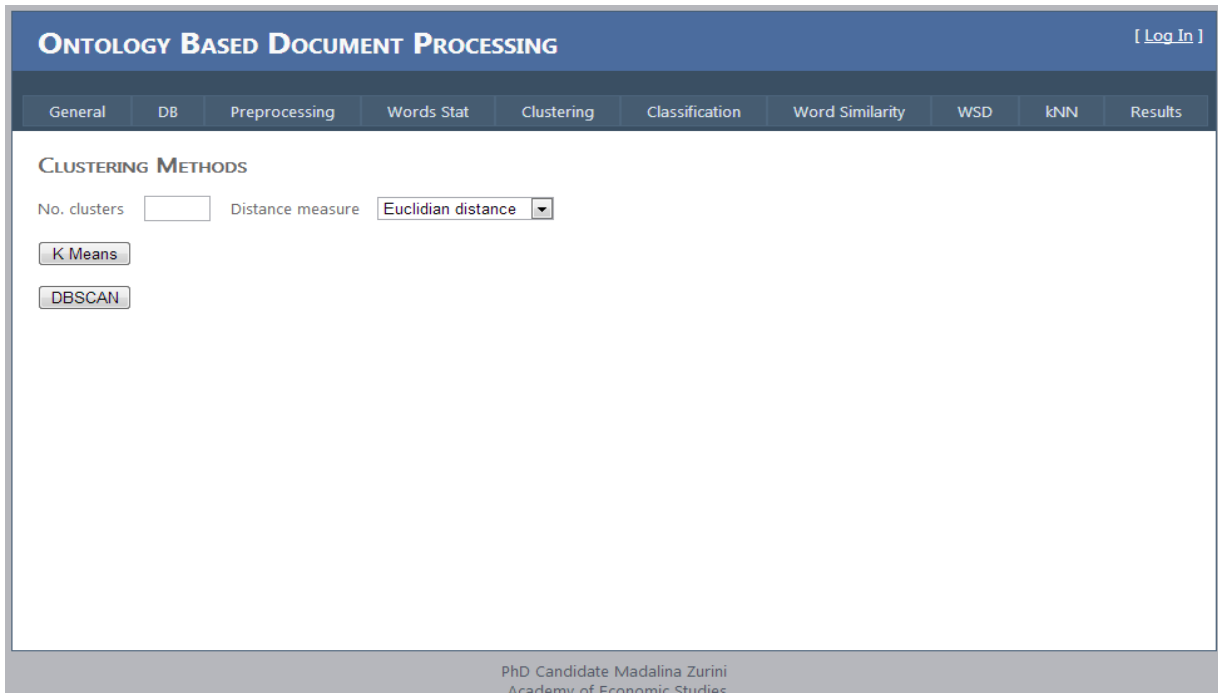 ONTOLOGY BASED DOCUMENT PROCESSING
[ Log In ]
General DB Preprocessing Words Stat Clustering Classification Word Similarity WSD kNN Results
CLUSTERING METHODS
No. clusters Distance measure Euclidian distance
K Means
DBSCAN
PhD Candidate Madalina Zurini
Academy of Economic Studies